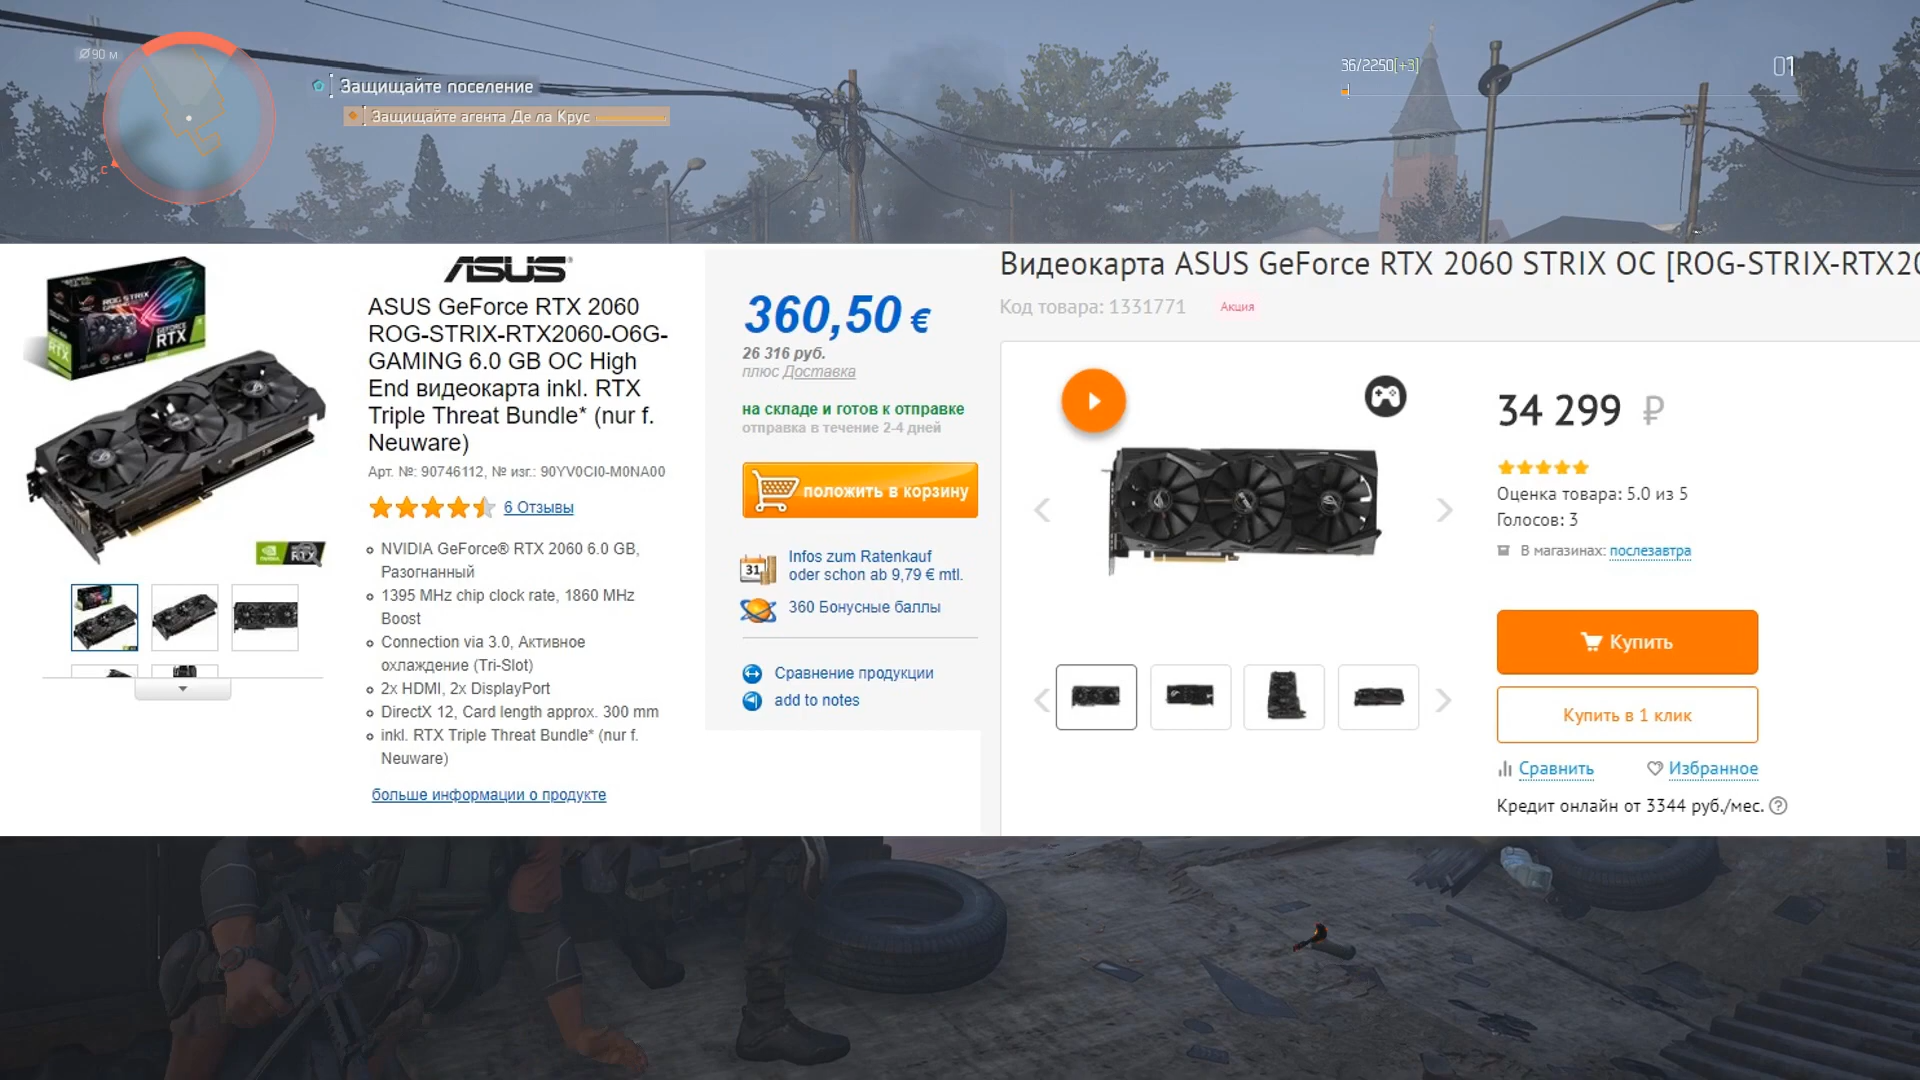 Ø 90 м
Защищайте поселение
Защищайте агента Де ла Крус
С
36/2250[+3]
01
ROG STRIX
GEFORCE
RTX
ASUS
ASUS GeForce RTX 2060
ROG-STRIX-RTX2060-O6G-
GAMING 6.0 GB OC High
End видеокарта inkl. RTX
Triple Threat Bundle* (nur f.
Neuware)
Арт. №: 90746112, № изг.: 90YV0CI0-M0NA00
6 Отзывы
NVIDIA GeForce® RTX 2060 6.0 GB,
Разогнанный
1395 MHz chip clock rate, 1860 MHz
Boost
Connection via 3.0, Активное
охлаждение (Tri-Slot)
2x HDMI, 2x DisplayPort
DirectX 12, Card length approx. 300 mm
inkl. RTX Triple Threat Bundle* (nur f.
Neuware)
больше информации о продукте
360,50 €
26 316 руб.
плюс Доставка
на складе и готов к отправке
отправка в течение 2-4 дней
положить в корзину
31
Infos zum Ratenkauf
oder schon ab 9,79 € mtl.
360 Бонусные баллы
Сравнение продукции
add to notes
Видеокарта ASUS GeForce RTX 2060 STRIX OC [ROG-STRIX-RTX20
Код товара: 1331771
Акция
34 299 ₽
Оценка товара: 5.0 из 5
Голосов: 3
В магазинах: послезавтра
Купить
Купить в 1 клик
Сравнить
Избранное
Кредит онлайн от 3344 руб./мес. ?